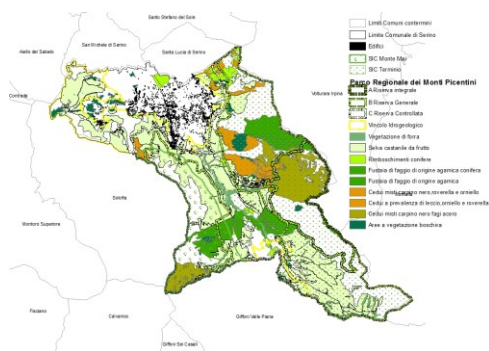 Santo Stefano del Sole
Aiello del Sabato
San Michele di Serino
Santa Lucia di Serino
Contrada
Volturara Irpina
Montoro Superiore
Solofra
Fisciano
Calvanico
Giffoni Valle Piana
Giffoni Sei Casali
Limiti Comuni contermini
Limite Comunale di Serino
Edifici
SIC Monte Mai
SIC Terminio
Parco Regionale dei Monti Picentini
A Riserva integrale
B Riserva Generale
C Riserva Controllata
Vincolo Idrogeologico
Vegetazione di forra
Selve castanile da frutto
Rimboschimenti conifere
Fustaia di faggio di origine agamica conifera
Fustaia di faggio di origine agamica
Cedui misti carpino nero,roverella e orniello
Cedui a prevalenza di leccio,orniello e roverella
Cedui misti carpino nero fagi acero
Aree a vegetazione boschiva